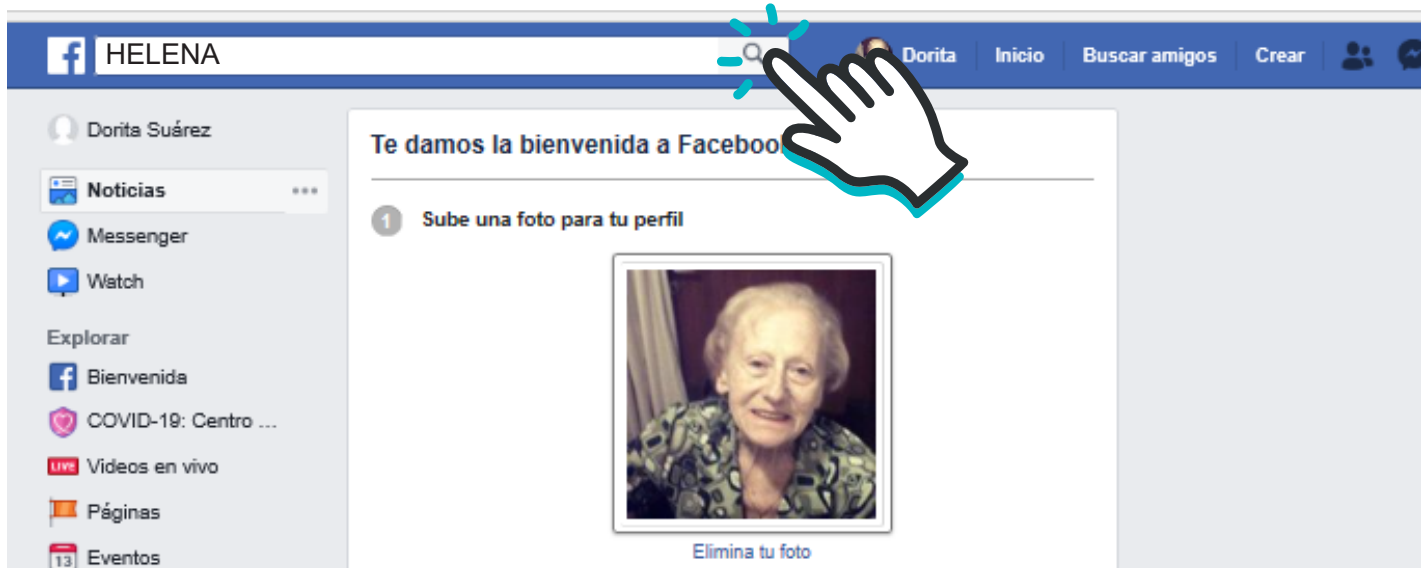 f HELENA Dorita Inicio Buscar amigos Crear
Dorita Suárez
Te damos la bienvenida a Facebook
Noticias
1 Sube una foto para tu perfil
Messenger
Watch
Explorar
Bienvenida
COVID-19: Centro ...
LIVE Videos en vivo
Páginas
13 Eventos
Elimina tu foto